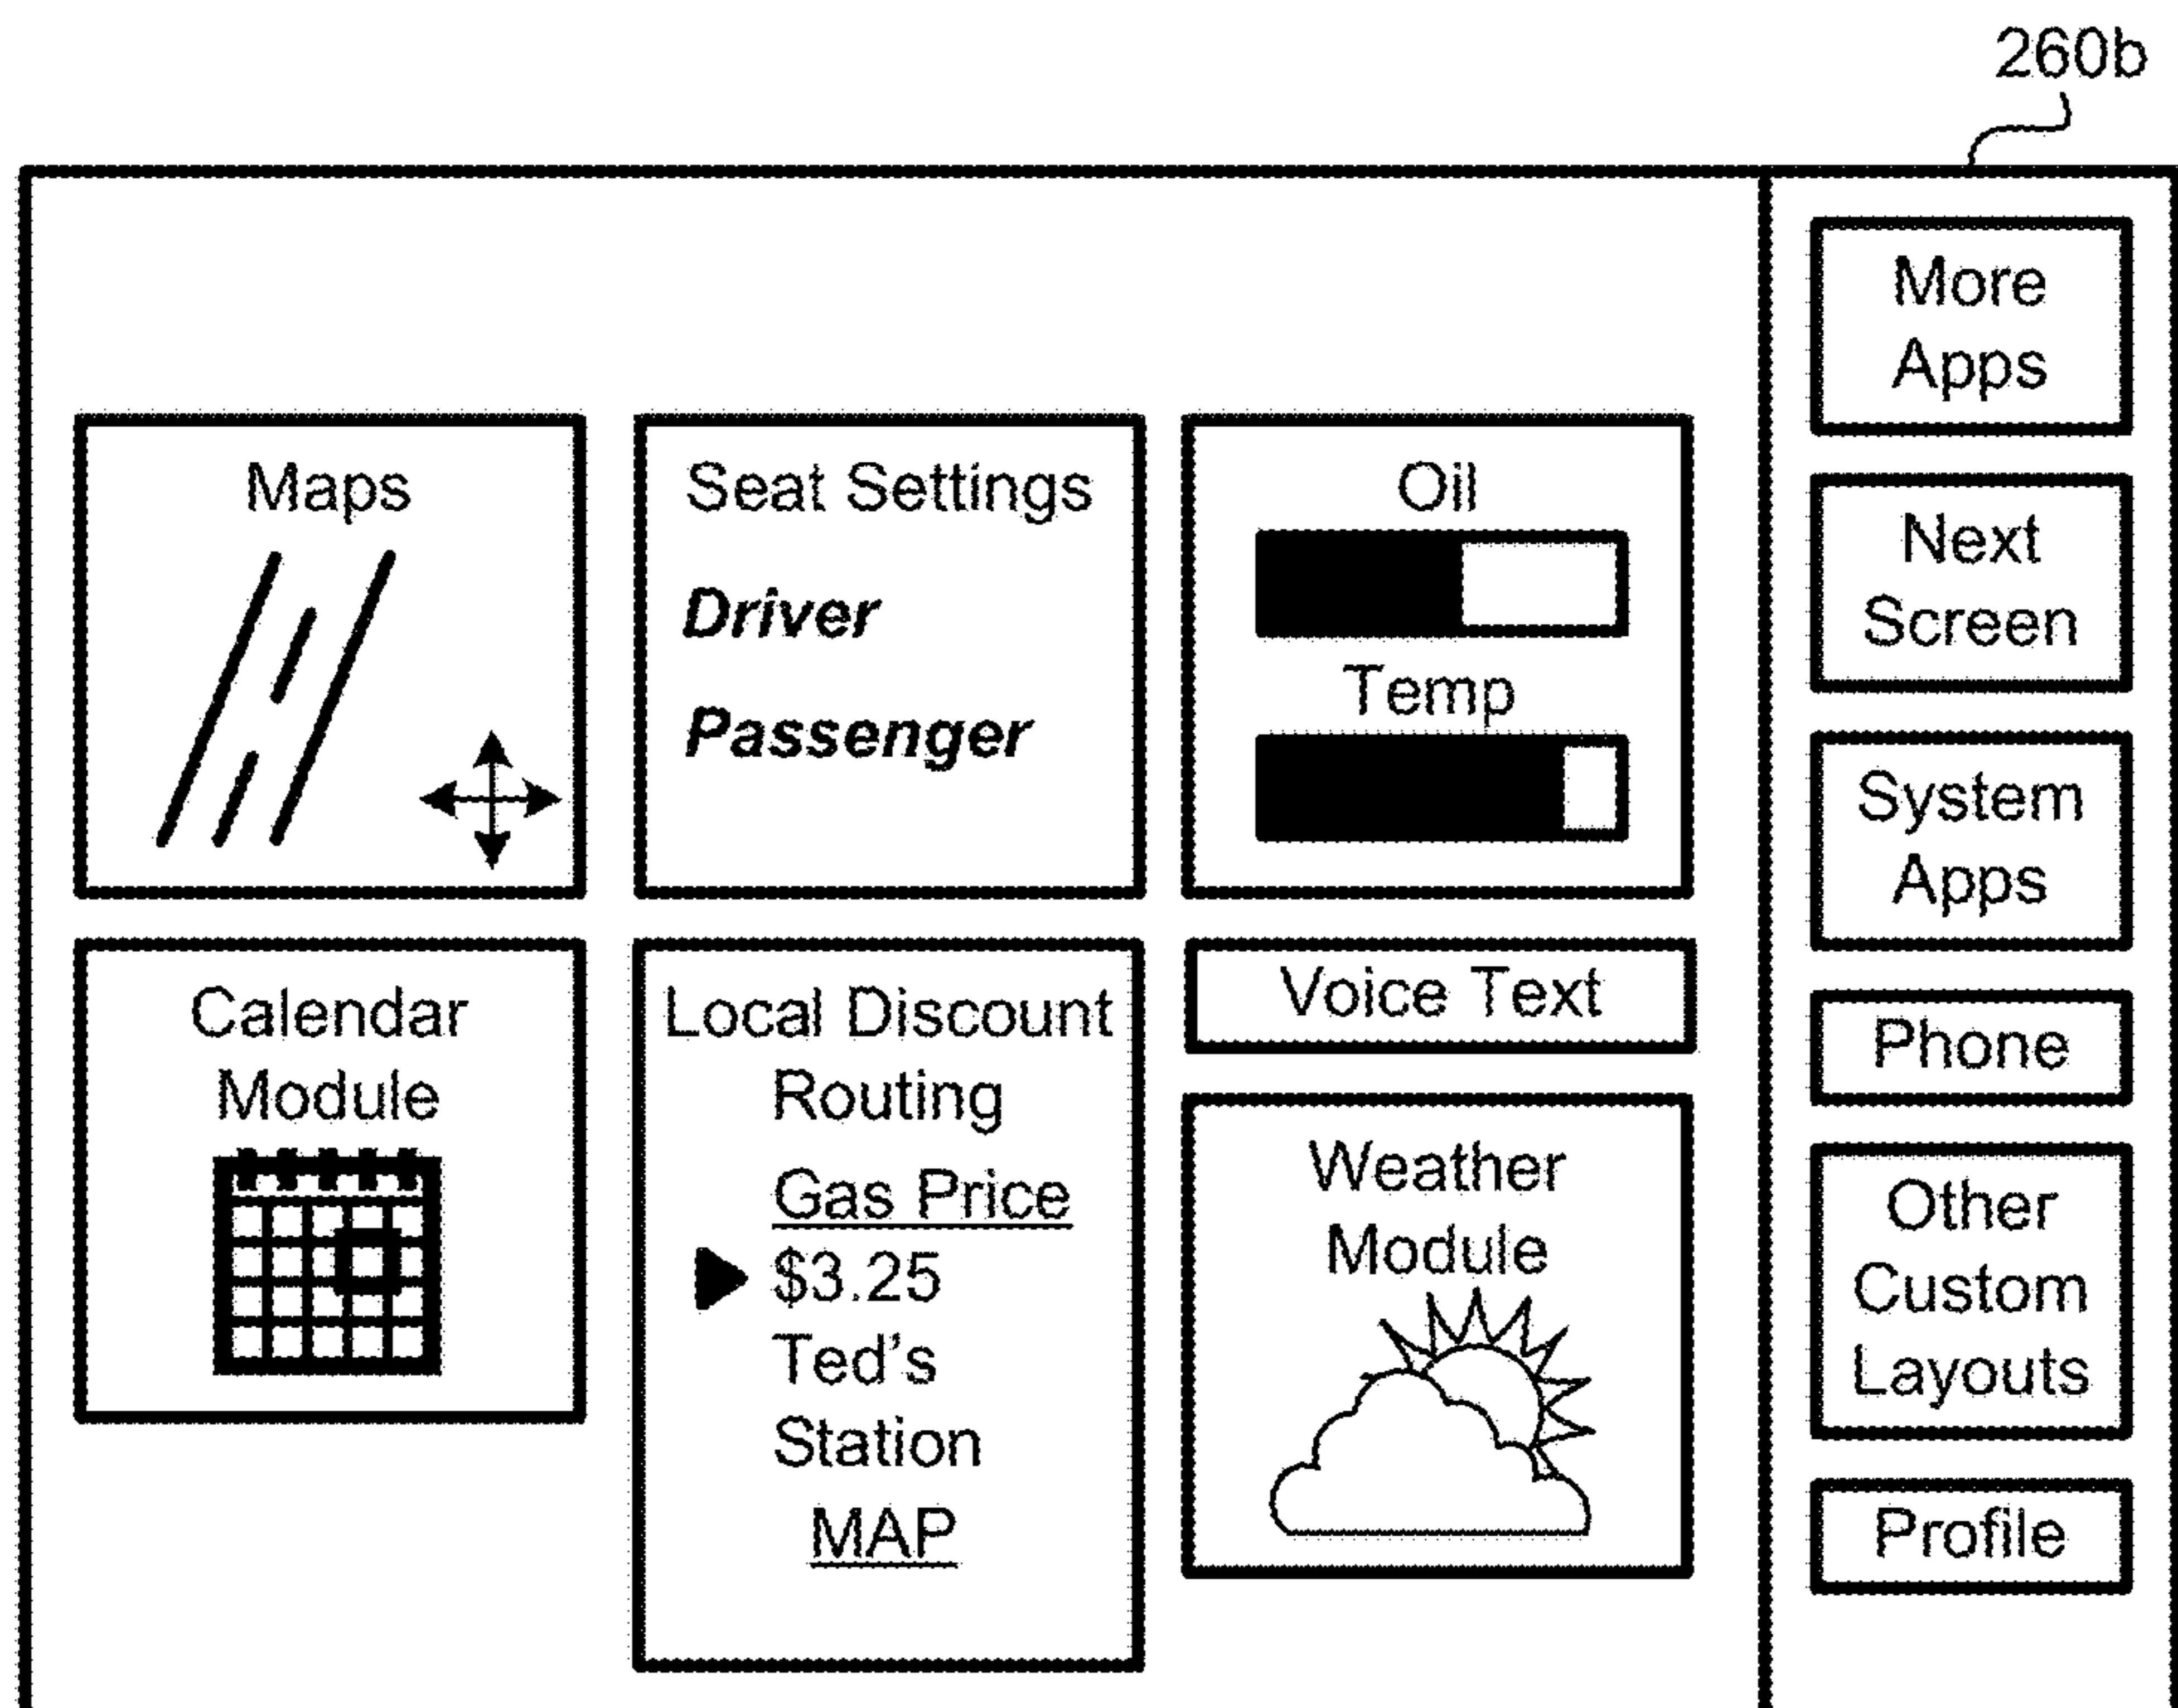 260b
Maps
Seat Settings
Driver
Passenger
Oil
Temp
Calendar
Module
Local Discount
Routing
Gas Price
$3.25
Ted's
Station
MAP
Voice Text
Weather
Module
More
Apps
Next
Screen
System
Apps
Phone
Other
Custom
Layouts
Profile